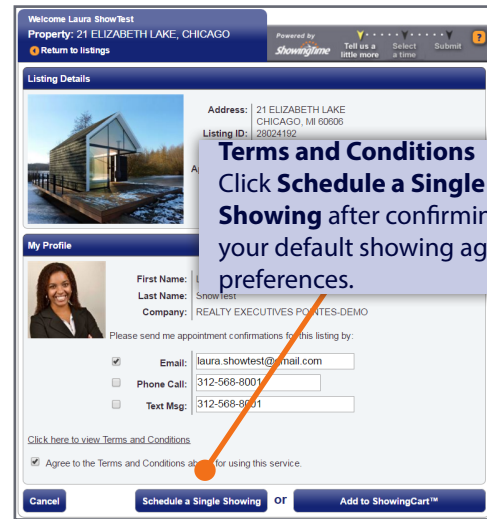 Welcome Laura ShowTest
Property: 21 ELIZABETH LAKE, CHICAGO
Return to listings
Powered by
ShowingTime
Tell us a little more
Select a time
Submit
?
Listing Details
Address: 21 ELIZABETH LAKE
CHICAGO, MI 60606
Listing ID: 28024192
Terms and Conditions
Click Schedule a Single
Showing after confirmin
your default showing ag
preferences.
My Profile
First Name:
Last Name: ShowTest
Company: REALTY EXECUTIVES POINTES-DEMO
Please send me appointment confirmations for this listing by:
Email: laura.showtest@gmail.com
Phone Call: 312-568-8001
Text Msg: 312-568-8001
Click here to view Terms and Conditions
Agree to the Terms and Conditions above for using this service.
Cancel
Schedule a Single Showing
or
Add to ShowingCart™